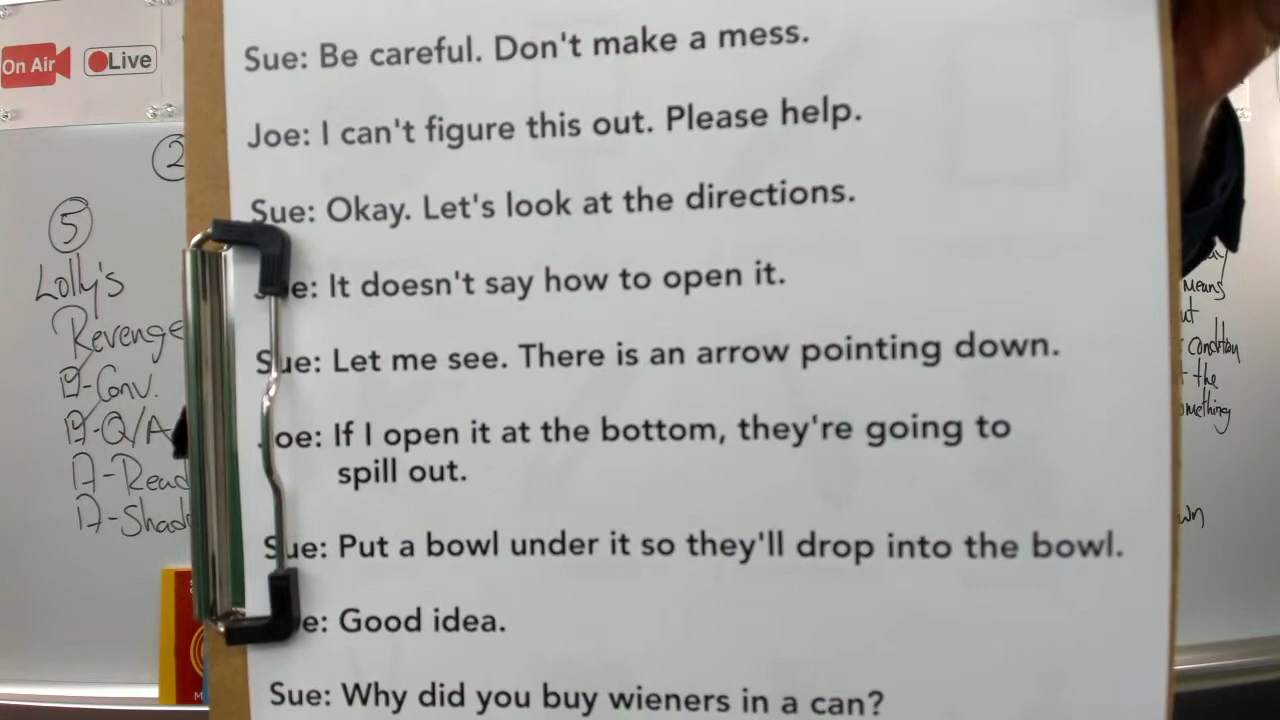 On Air
Live
②
⑤
Lolly's
Revenge
Conv.
Q/A
Read
Shad
Sue: Be careful. Don't make a mess.
Joe: I can't figure this out. Please help.
Sue: Okay. Let's look at the directions.
e: It doesn't say how to open it.
Sue: Let me see. There is an arrow pointing down.
oe: If I open it at the bottom, they're going to
spill out.
Sue: Put a bowl under it so they'll drop into the bowl.
e: Good idea.
Sue: Why did you buy wieners in a can?
Means
condition
the
wn